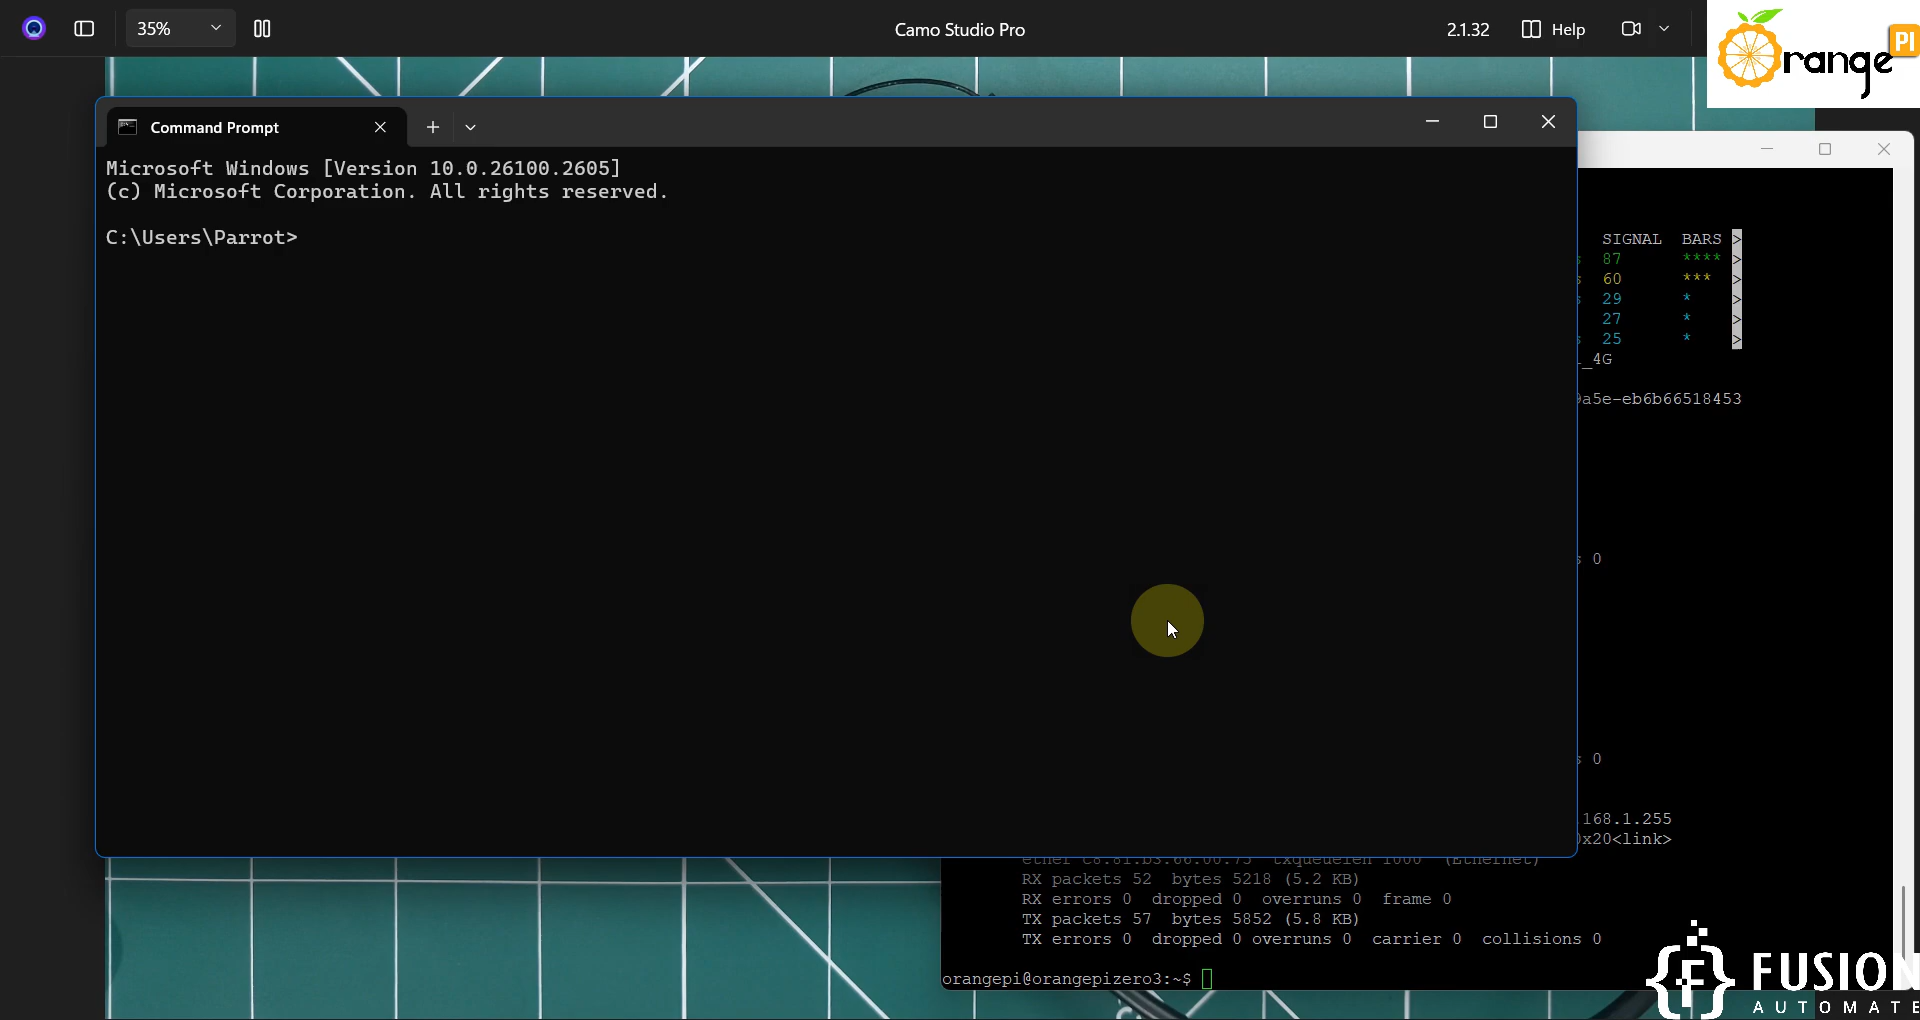 35%
Camo Studio Pro
2.1.32
Help
Orange PI
Command Prompt
Microsoft Windows [Version 10.0.26100.2605]
(c) Microsoft Corporation. All rights reserved.
C:\Users\Parrot>
SIGNAL BARS >
87 **** >
60 *** >
29 * >
27 * >
25 * >
_4G
a5e-eb6b66518453
s 0
s 0
168.1.255
x20<link>
RX packets 52 bytes 5218 (5.2 KB)
RX errors 0 dropped 0 overruns 0 frame 0
TX packets 57 bytes 5852 (5.8 KB)
TX errors 0 dropped 0 overruns 0 carrier 0 collisions 0
orangepi@orangepizero3:~$
FUSION
AUTOMATE